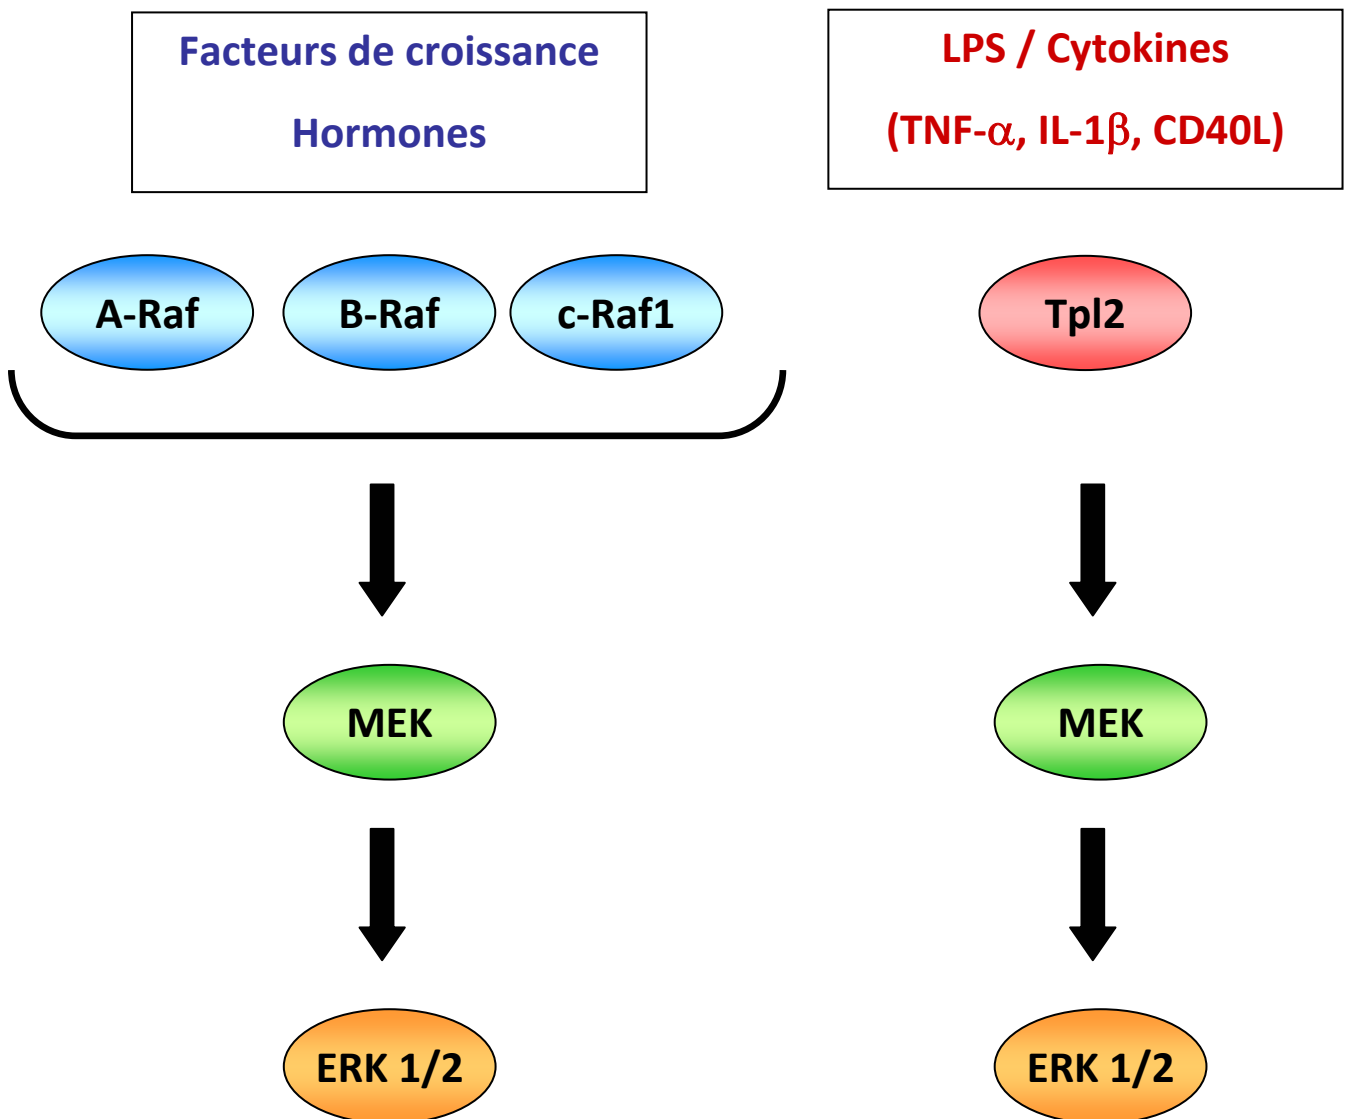 Facteurs de croissance
Hormones
LPS / Cytokines
(TNF-α, IL-1β, CD40L)
A-Raf
B-Raf
c-Raf1
Tpl2
MEK
MEK
ERK 1/2
ERK 1/2